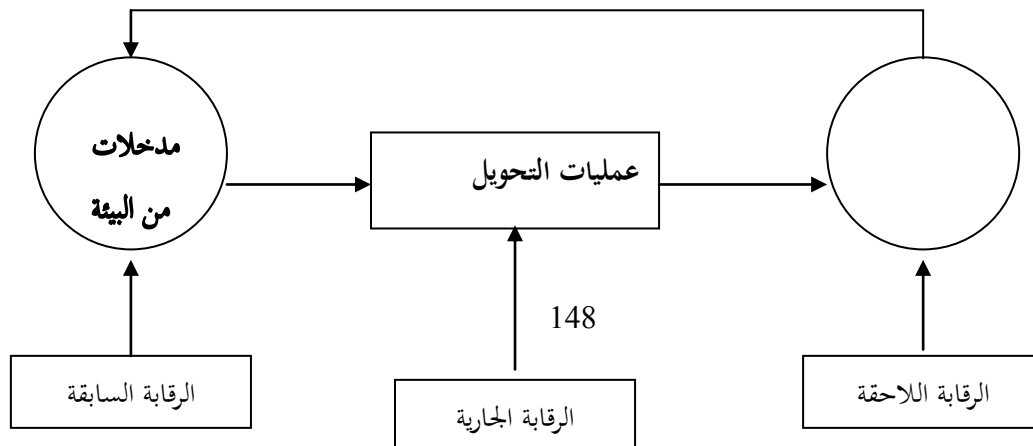 مدخلات
من البيئة
عمليات التحويل
148
الرقابة السابقة
الرقابة الجارية
الرقابة اللاحقة